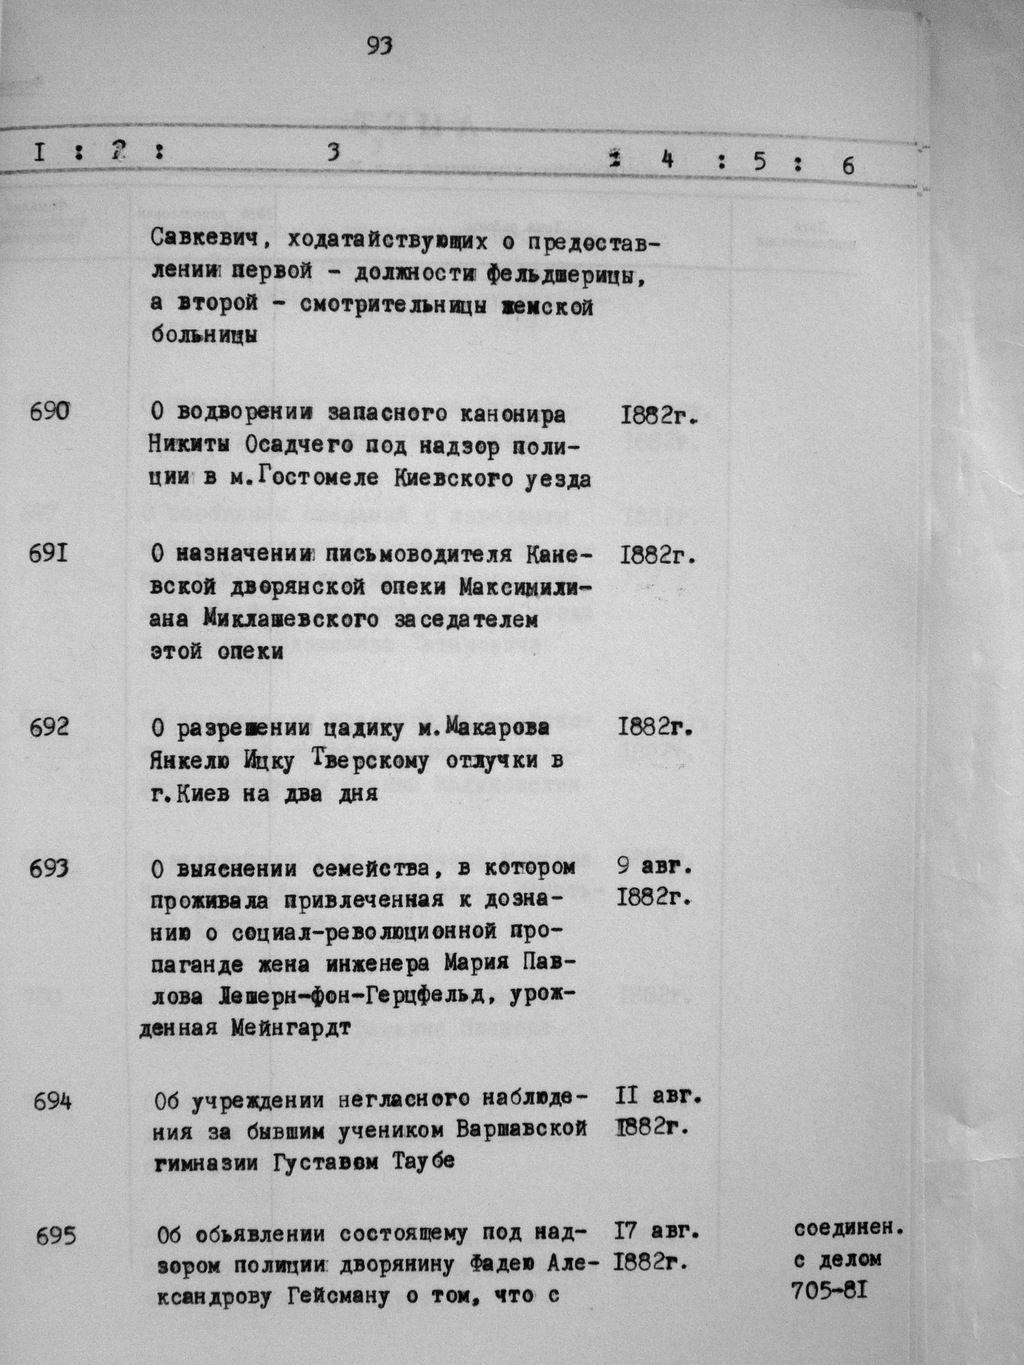 93
I : 2 : 3 : 4 : 5 : 6
Савкевич, ходатайствующих о предостав-
лении первой - должности фельдшерицы,
а второй - смотрительницы земской
больницы
690 О водворении запасного канонира 1882г.
Никиты Осадчего под надзор поли-
ции в м.Гостомеле Киевского уезда
691 О назначении письмоводителя Кане- 1882г.
вской дворянской опеки Максимили-
ана Миклашевского заседателем
этой опеки
692 О разрешении цадику м.Макарова 1882г.
Янкелю Ицку Тверскому отлучки в
г.Киев на два дня
693 О выяснении семейства, в котором 9 авг.
проживала привлеченная к дозна- 1882г.
нию о социал-революционной про-
паганде жена инженера Мария Пав-
лова Лешерн-фон-Герцфельд, урож-
денная Мейнгардт
694 Об учреждении негласного наблюде- II авг.
ния за бывшим учеником Варшавской 1882г.
гимназии Густавом Таубе
695 Об обьявлении состоящему под над- 17 авг. соединен.
зором полиции дворянину Фадею Але- 1882г. с делом
ксандрову Гейсману о том, что с 705-81